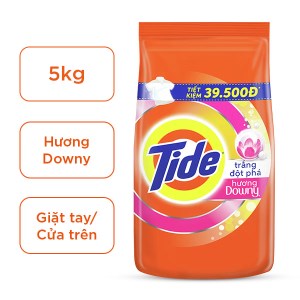 5kg
Hương
Downy
Giặt tay/
Cửa trên
TIẾT
KIỆM 39.500Đ
Tide
trắng
đột phá
hương
Downy